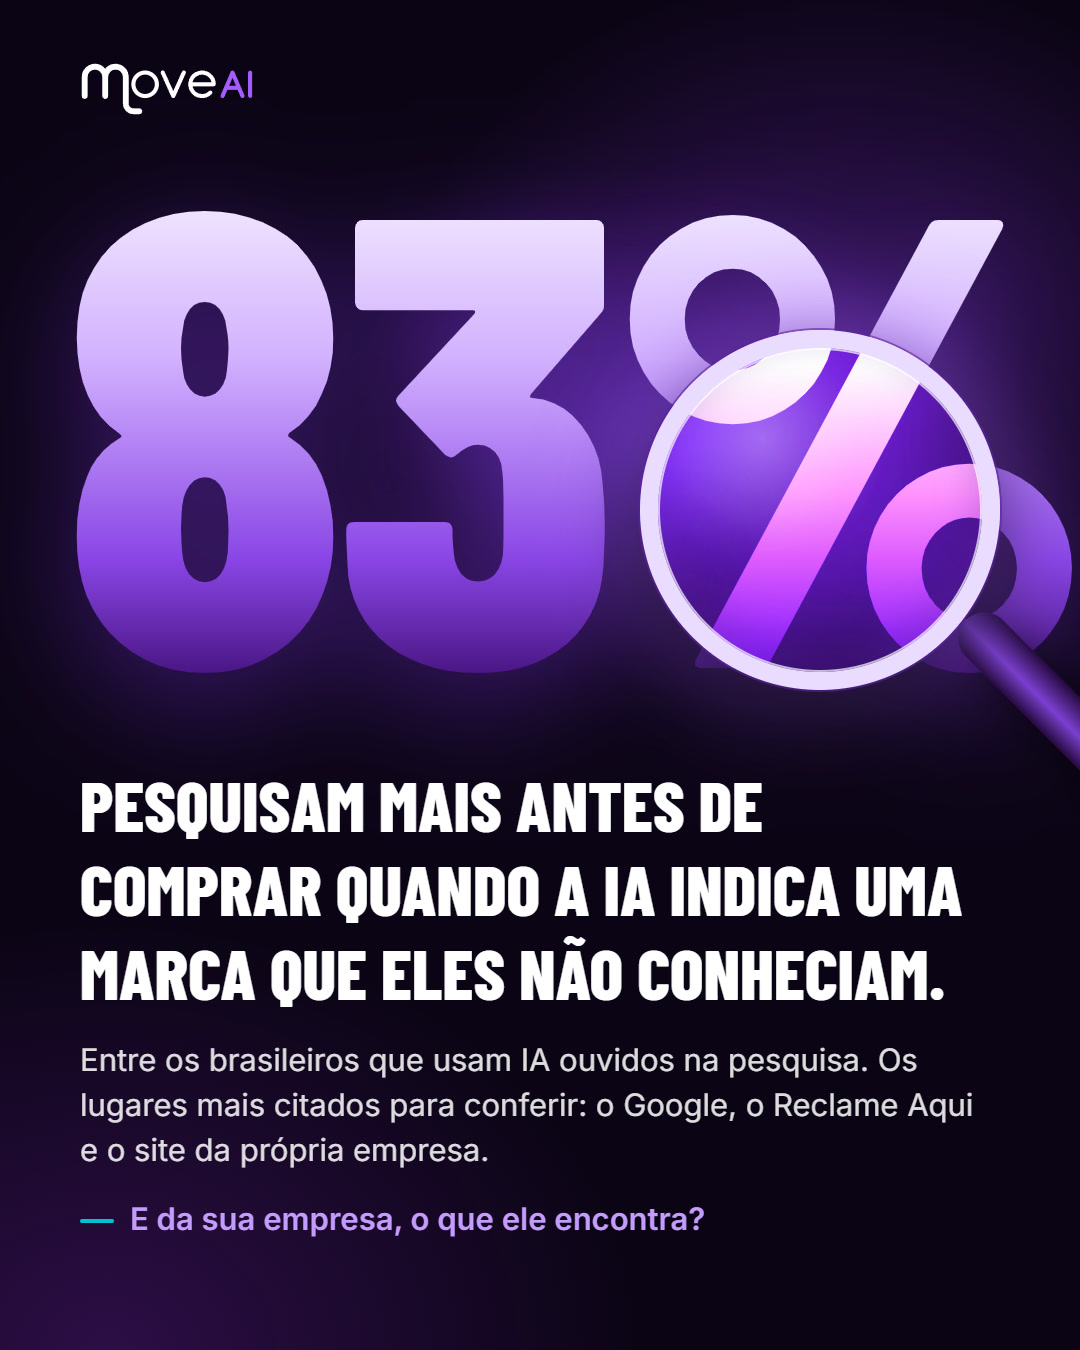 move AI
83%
PESQUISAM MAIS ANTES DE
COMPRAR QUANDO A IA INDICA UMA
MARCA QUE ELES NÃO CONHECIAM.
Entre os brasileiros que usam IA ouvidos na pesquisa. Os
lugares mais citados para conferir: o Google, o Reclame Aqui
e o site da própria empresa.
— E da sua empresa, o que ele encontra?